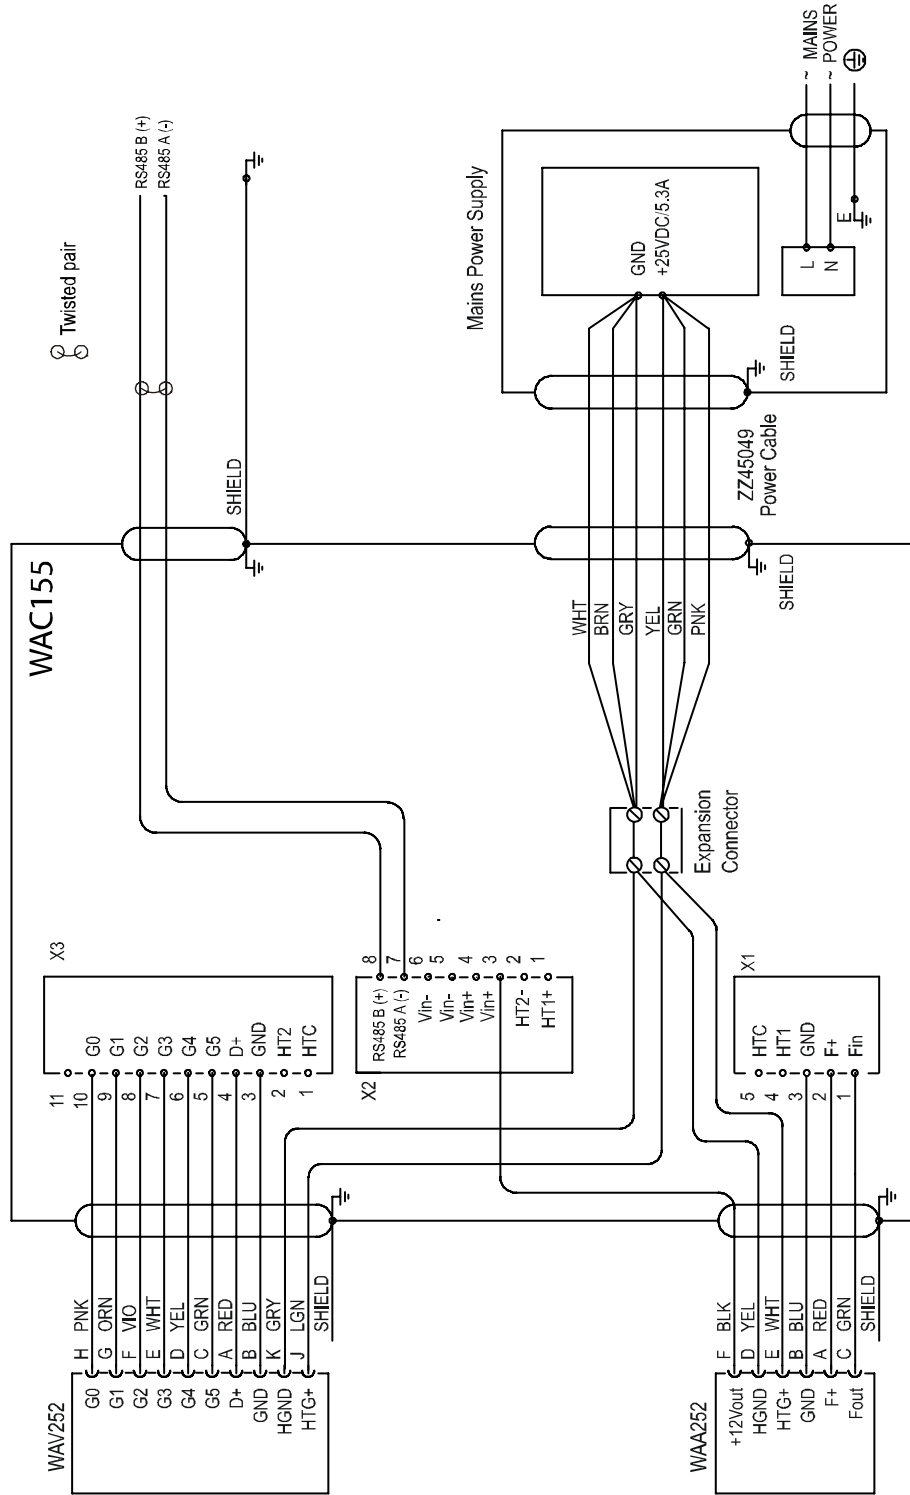 WAC155
Twisted pair
RS485 B (+)
RS485 A (-)
SHIELD
Mains Power Supply
GND
+25VDC/5.3A
~ MAINS
~ POWER
L
N
E
SHIELD
ZZ45049
Power Cable
SHIELD
WHT
BRN
GRY
YEL
GRN
PNK
Expansion
Connector
X3
11
10 G0
9 G1
8 G2
7 G3
6 G4
5 G5
4 D+
3 GND
2 HT2
1 HTC
X2
RS485 B (+) 8
RS485 A (-) 7
Vin- 6
Vin- 5
Vin+ 4
Vin+ 3
HT2- 2
HT1+ 1
X1
5 HTC
4 HT1
3 GND
2 F+
1 Fin
WAV252
G0 H PNK
G1 G ORN
G2 F VIO
G3 E WHT
G4 D YEL
G5 C GRN
D+ A RED
GND B BLU
HGND K GRY
HTG+ J LGN
SHIELD
WAA252
+12Vout F BLK
HGND D YEL
HTG+ E WHT
GND B BLU
F+ A RED
Fout C GRN
SHIELD